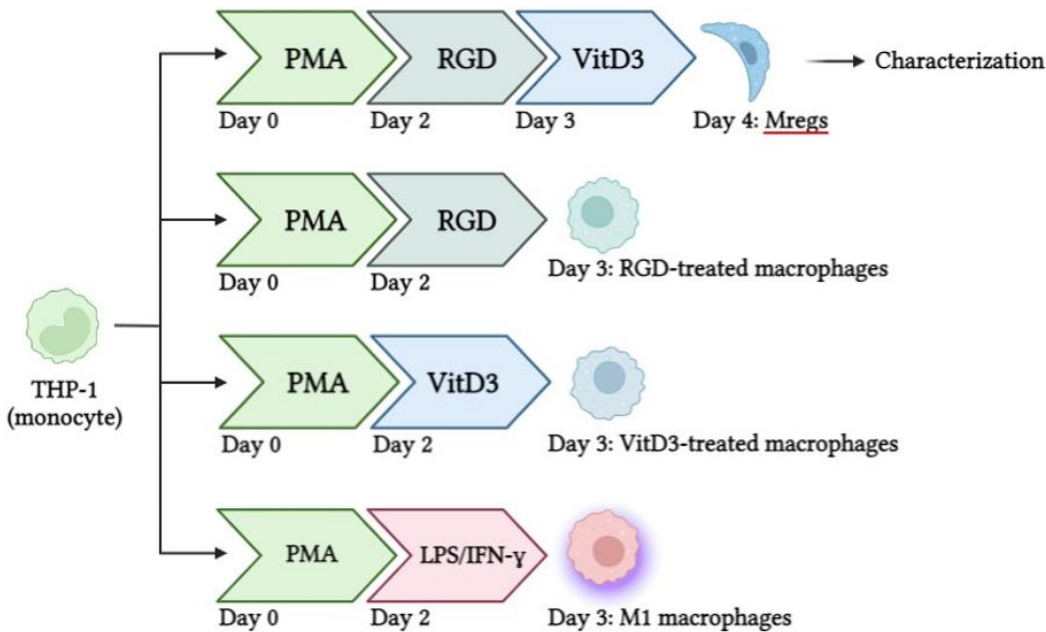 PMA
RGD
VitD3
Characterization
Day 0
Day 2
Day 3
Day 4: Mregs
PMA
RGD
Day 0
Day 2
Day 3: RGD-treated macrophages
THP-1
(monocyte)
PMA
VitD3
Day 0
Day 2
Day 3: VitD3-treated macrophages
PMA
LPS/IFN-γ
Day 0
Day 2
Day 3: M1 macrophages